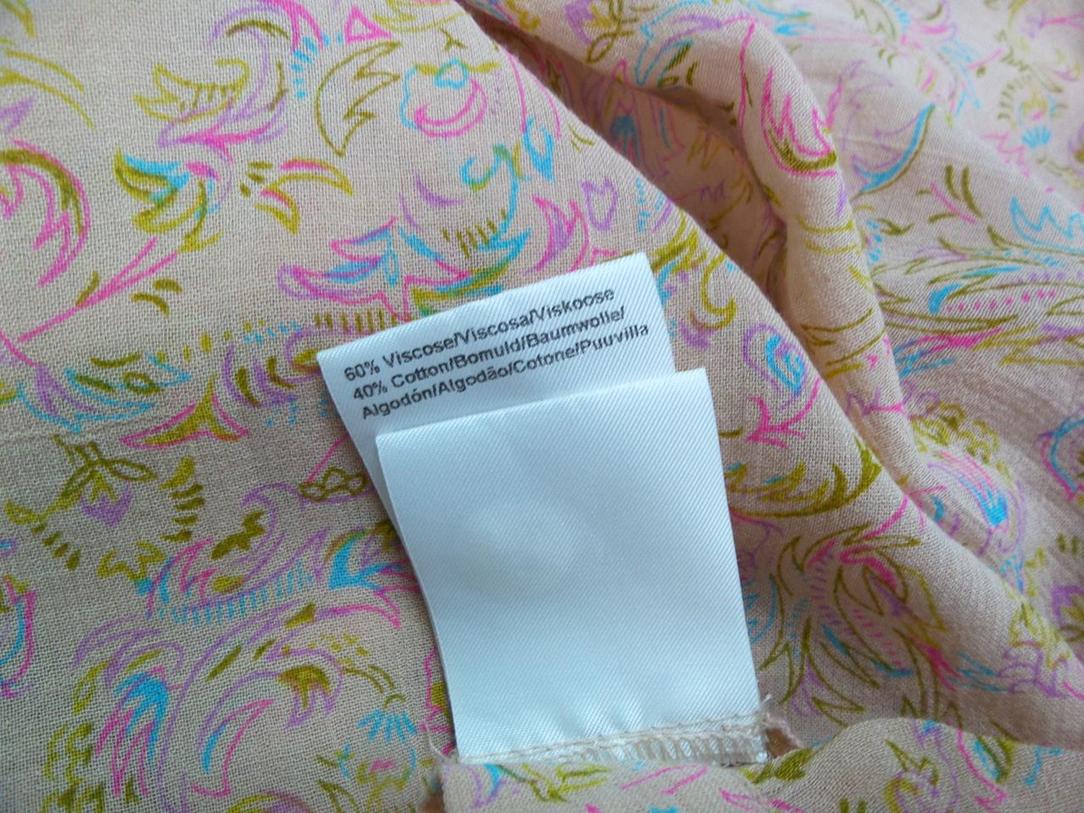 60% Viscose/Viscosa/Viskoose
40% Cotton/Bomuld/Baumwolle/
Algodón/Algodão/Cotone/Puuvilla